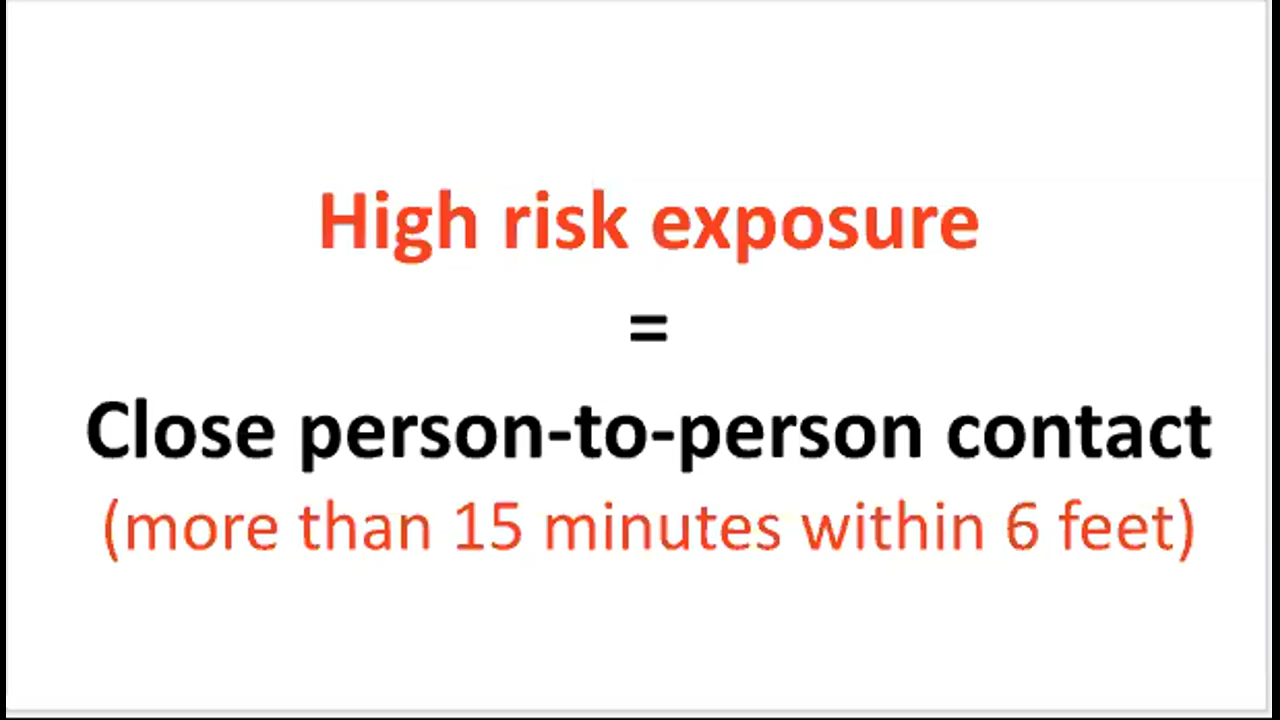 High risk exposure
=
Close person-to-person contact
(more than 15 minutes within 6 feet)